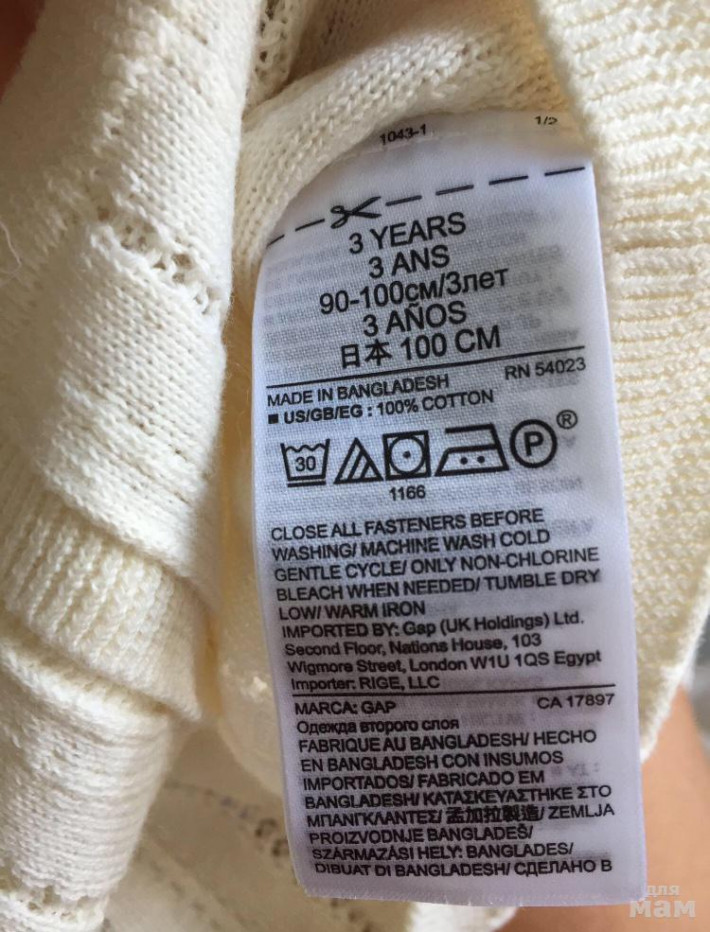 1043-1
1/2
3 YEARS
3 ANS
90-100см/3лет
3 AÑOS
日本 100 CM
MADE IN BANGLADESH
RN 54023
■ US/GB/EG : 100% COTTON
30
P®
1166
CLOSE ALL FASTENERS BEFORE
WASHING/ MACHINE WASH COLD
GENTLE CYCLE/ ONLY NON-CHLORINE
BLEACH WHEN NEEDED/ TUMBLE DRY
LOW/ WARM IRON
IMPORTED BY: Gap (UK Holdings) Ltd.
Second Floor, Nations House, 103
Wigmore Street, London W1U 1QS Egypt
Importer: RIGE, LLC
MARCA: GAP
CA 17897
Одежда второго слоя
FABRIQUE AU BANGLADESH/ HECHO
EN BANGLADESH CON INSUMOS
IMPORTADOS/ FABRICADO EM
BANGLADESH/ ΚΑΤΑΣΚΕΥΑΣΤΗΚΕ ΣΤΟ
ΜΠΑΝΓΚΛΑΝΤΕΣ/ 孟加拉製造/ ZEMLJA
PROIZVODNJE BANGLADEŠ/
SZÁRMAZÁSI HELY: BANGLADES/
DIBUAT DI BANGLADESH/ СДЕЛАНО В
для
мам